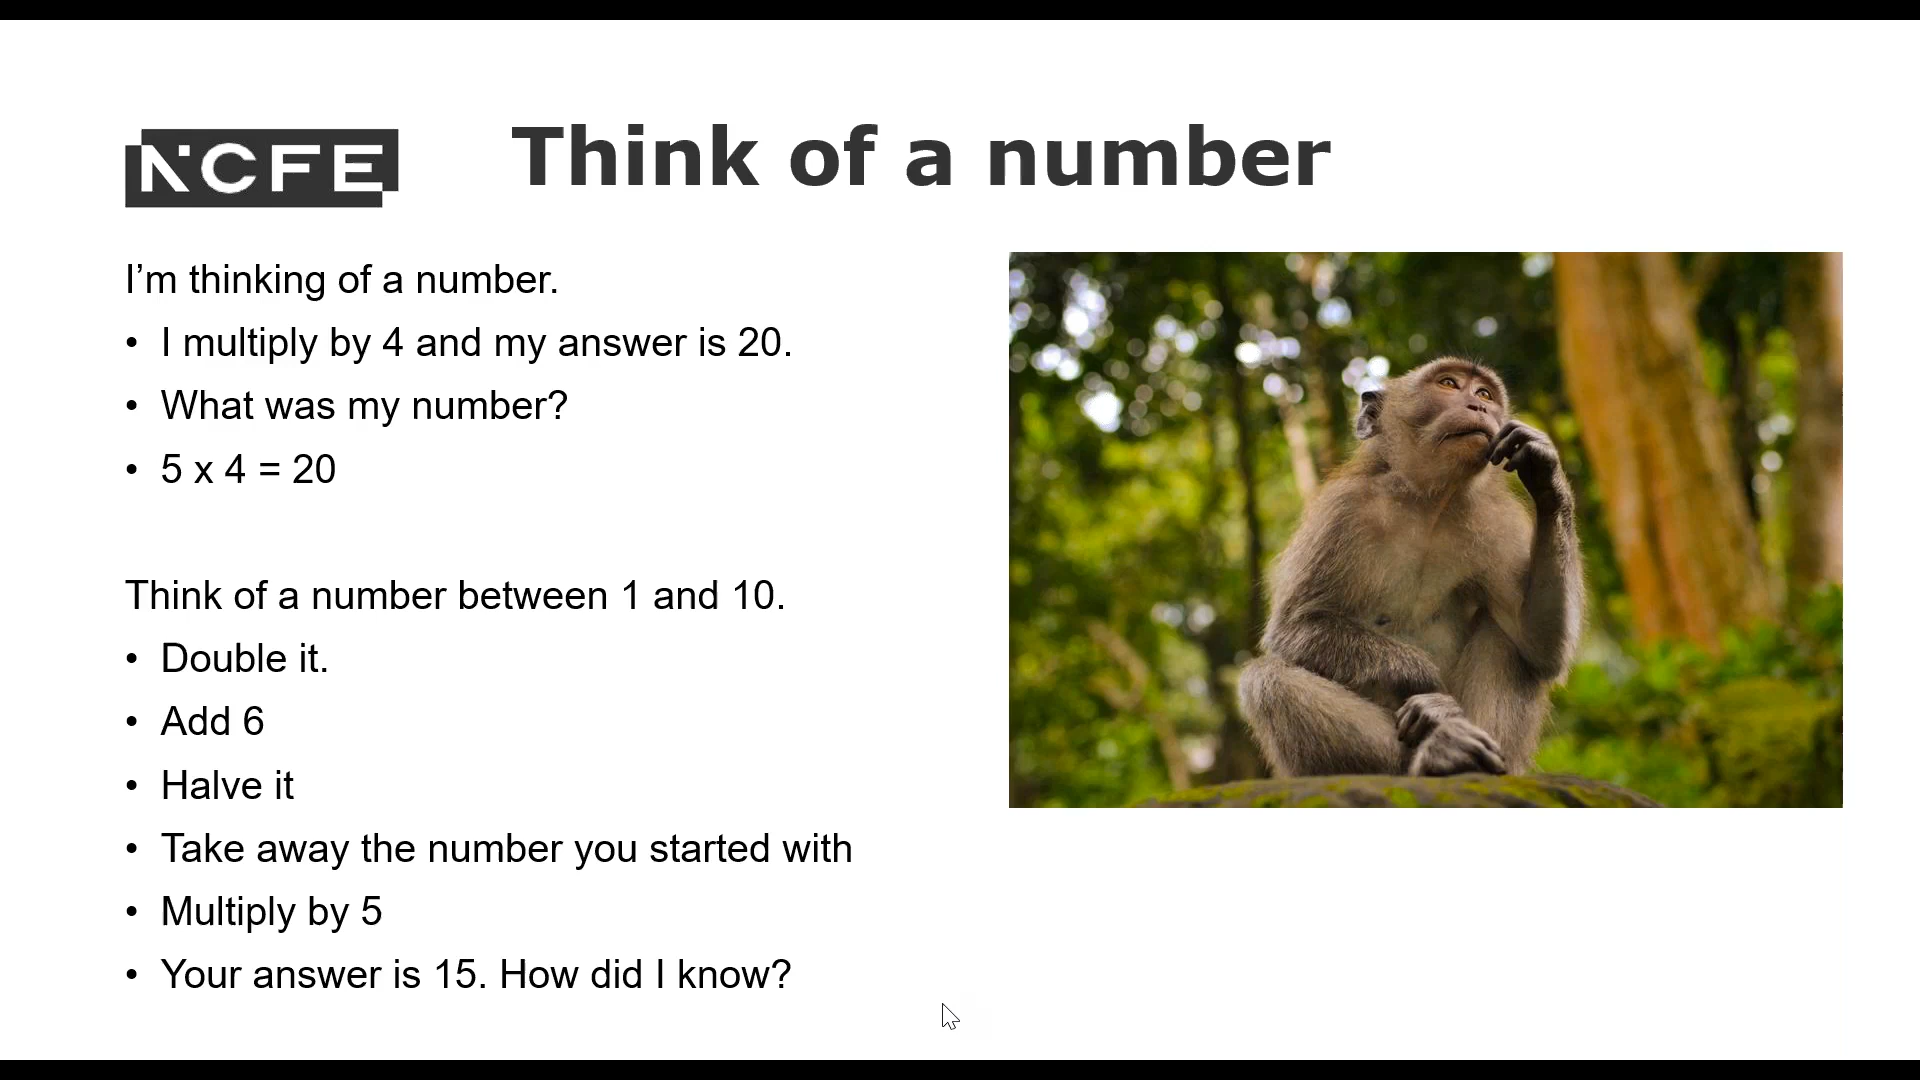 NCFE
Think of a number
I’m thinking of a number.
• I multiply by 4 and my answer is 20.
• What was my number?
• 5 x 4 = 20
Think of a number between 1 and 10.
• Double it.
• Add 6
• Halve it
• Take away the number you started with
• Multiply by 5
• Your answer is 15. How did I know?